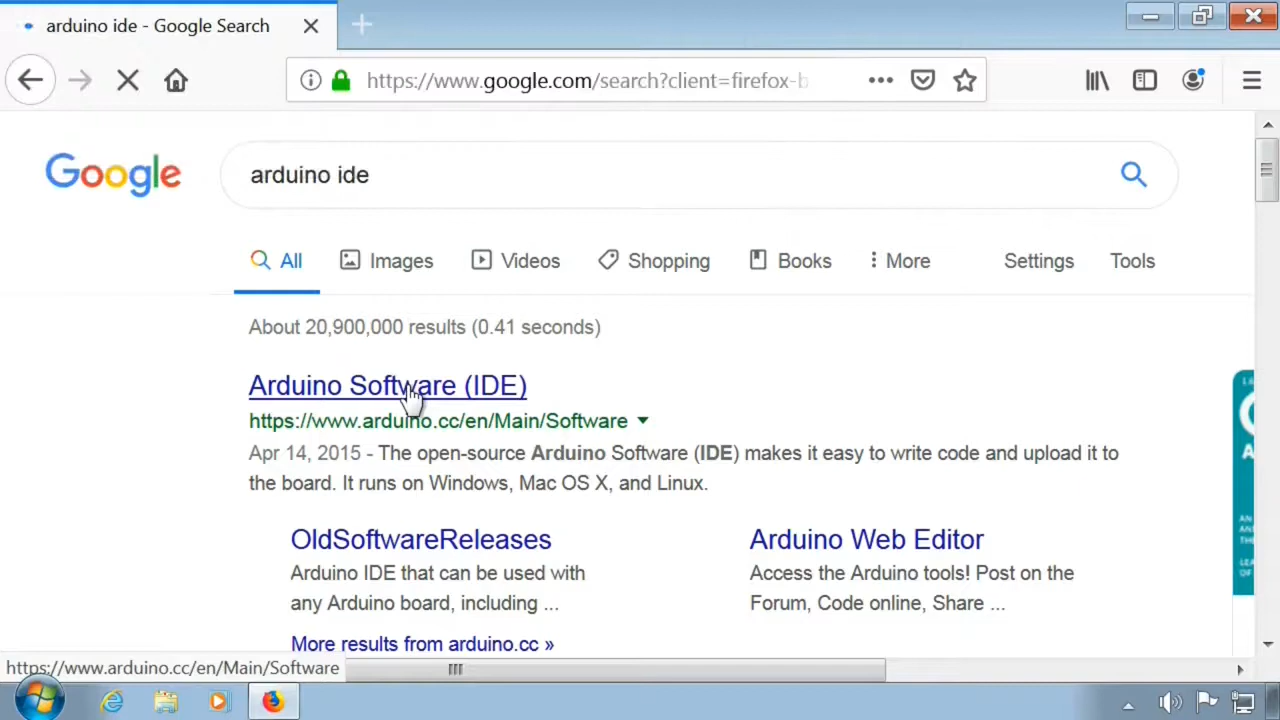 arduino ide - Google Search
https://www.google.com/search?client=firefox-b
Google
arduino ide
All
Images
Videos
Shopping
Books
More
Settings
Tools
About 20,900,000 results (0.41 seconds)
Arduino Software (IDE)
https://www.arduino.cc/en/Main/Software
Apr 14, 2015 - The open-source Arduino Software (IDE) makes it easy to write code and upload it to
the board. It runs on Windows, Mac OS X, and Linux.
OldSoftwareReleases
Arduino Web Editor
Arduino IDE that can be used with
Access the Arduino tools! Post on the
any Arduino board, including ...
Forum, Code online, Share ...
More results from arduino.cc »
https://www.arduino.cc/en/Main/Software